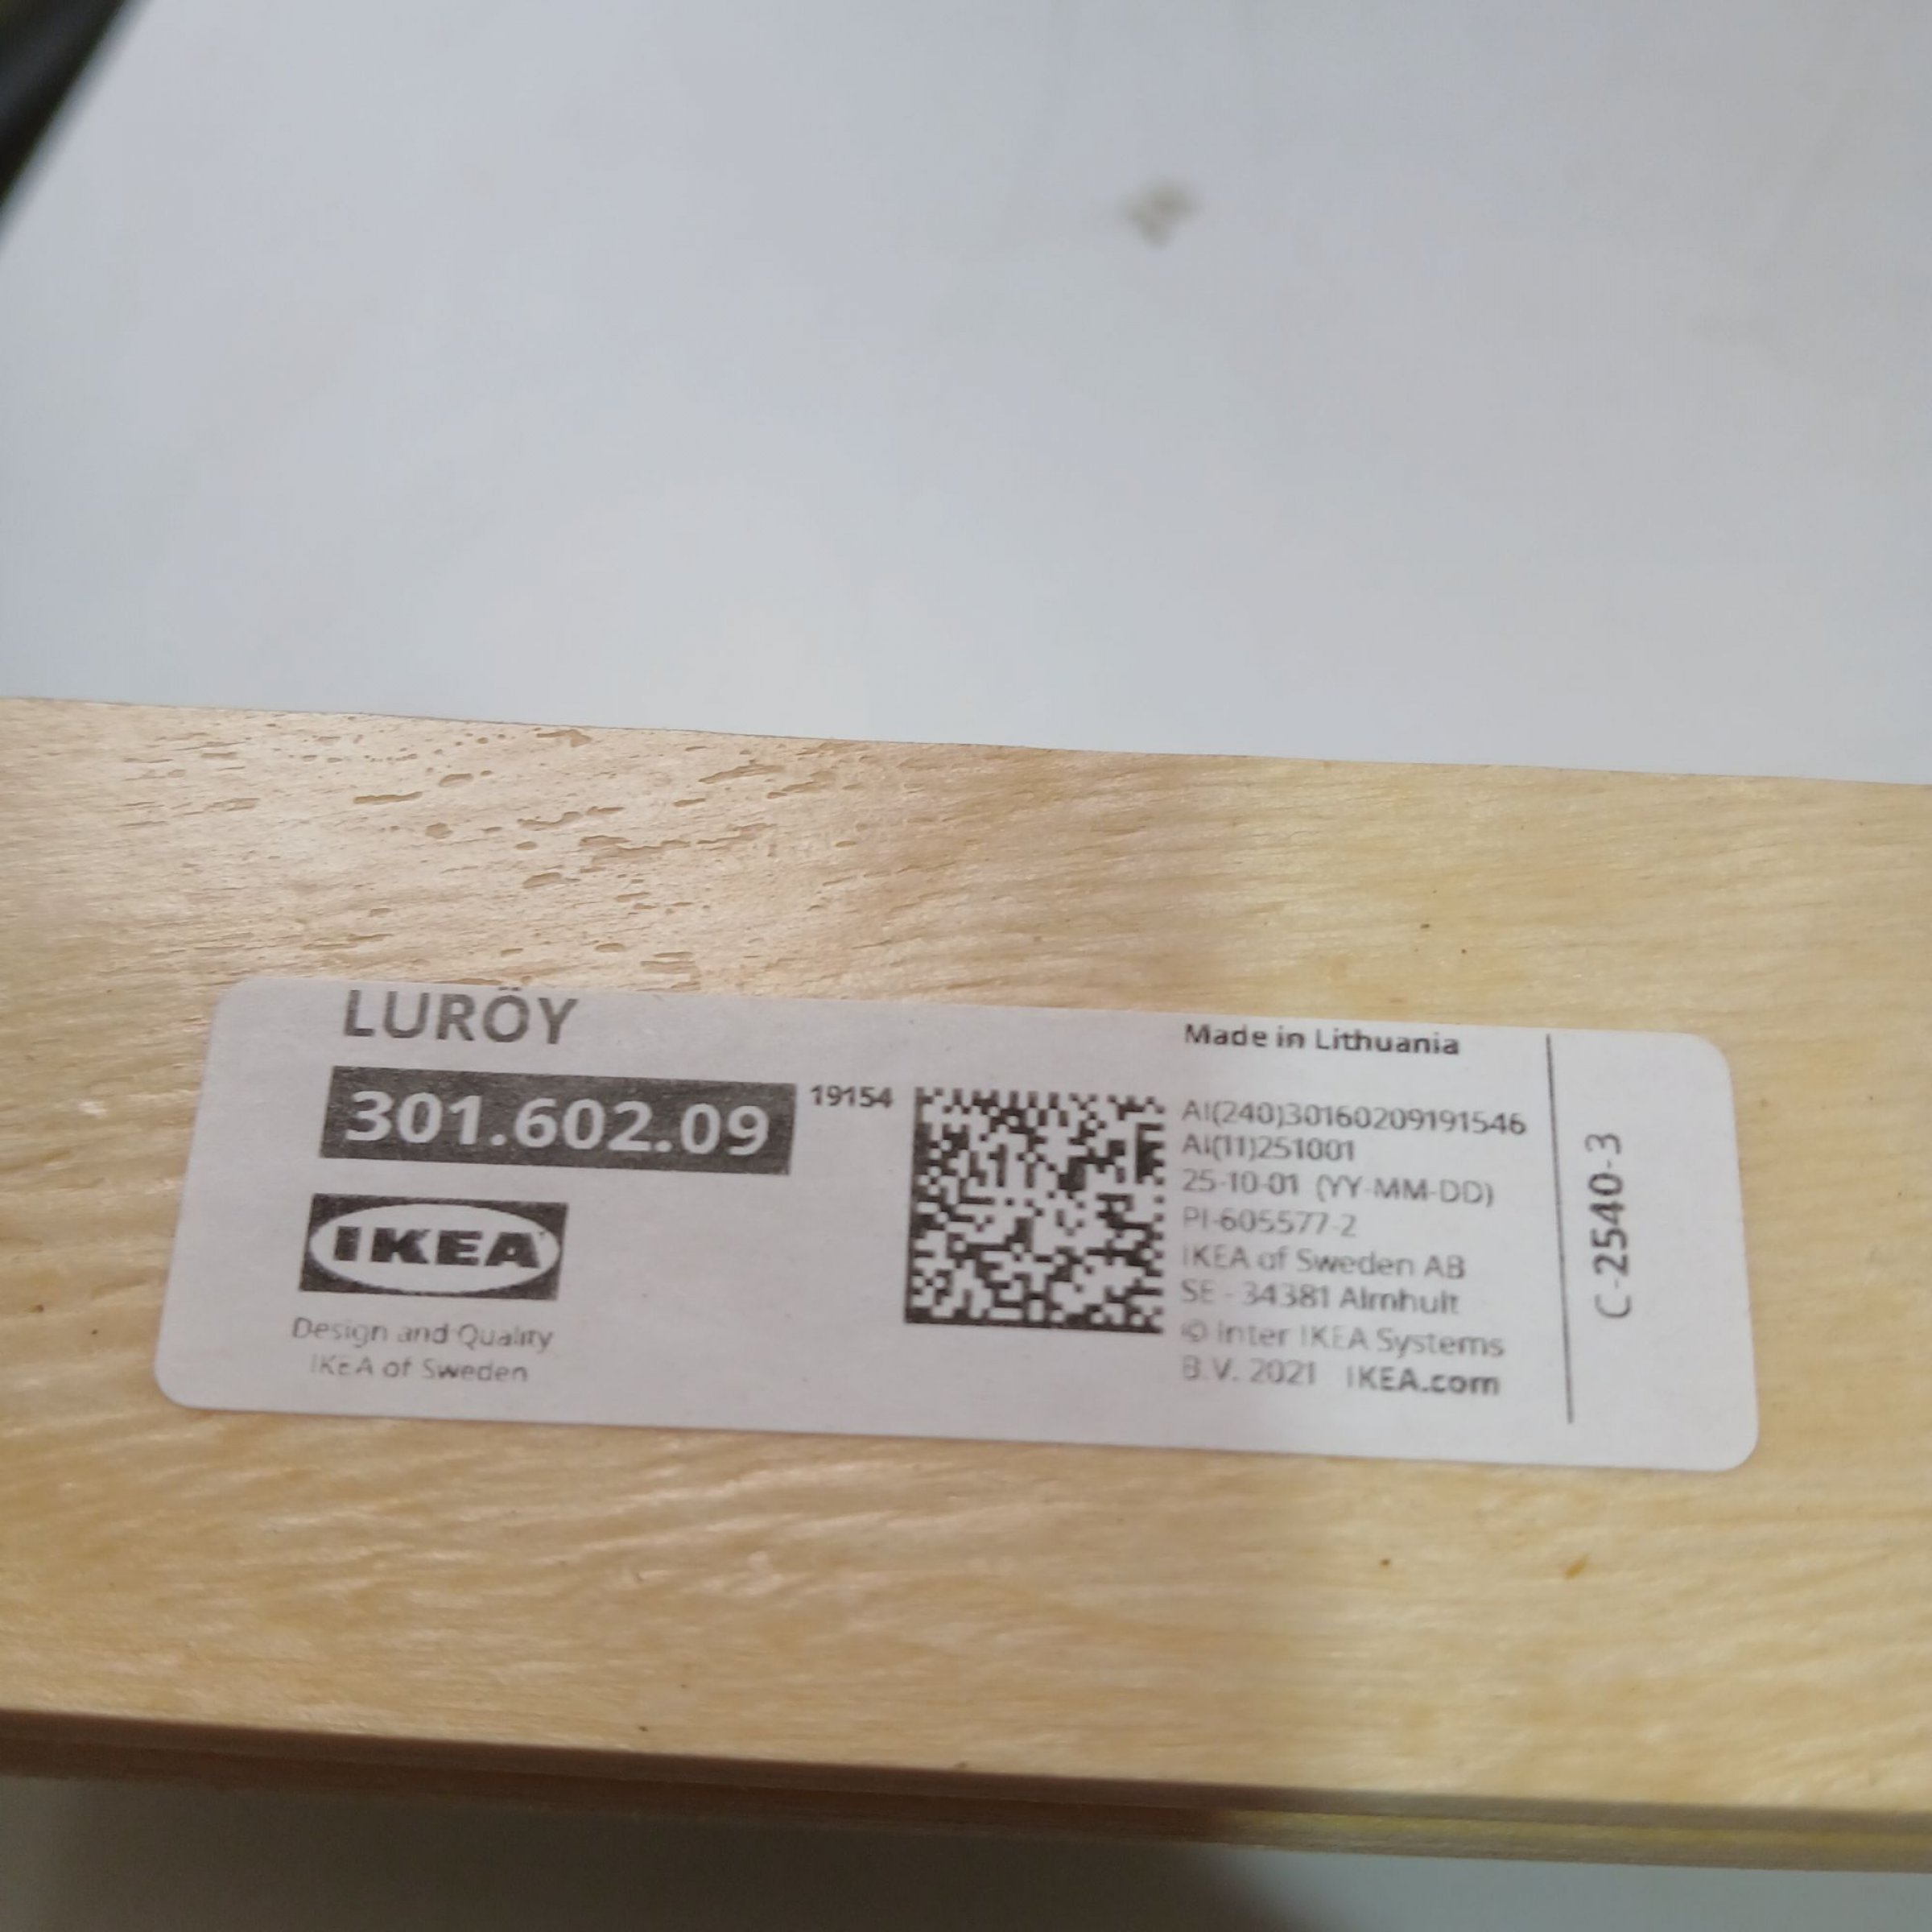 LURÖY
301.602.09
19154
IKEA
Design and Quality
IKEA of Sweden
Made in Lithuania
AI(240)30160209191546
AI(11)251001
25-10-01 (YY-MM-DD)
PI-605577-2
IKEA of Sweden AB
SE - 34381 Älmhult
© Inter IKEA Systems
B.V. 2021 IKEA.com
C-2540-3